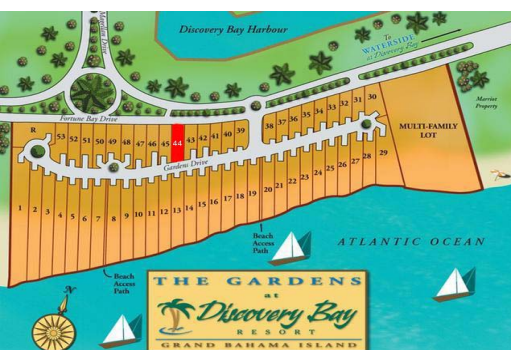 Discovery Bay Harbour
Meridian Drive
To
WATERSIDE
at Discovery Bay
Fortune Bay Drive
Marriot
Property
R 53 52 51 50 49 48 47 46 45 44 43 42 41 40 39 38 37 36 35 34 33 32 31 30
MULTI-FAMILY
LOT
Gardens Drive
1 2 3 4 5 6 7 8 9 10 11 12 13 14 15 16 17 18 19 20 21 22 23 24 25 26 27 28 29
Beach
Access
Path
ATLANTIC OCEAN
Beach
Access
Path
N
THE GARDENS
at
Discovery Bay
RESORT
GRAND BAHAMA ISLAND